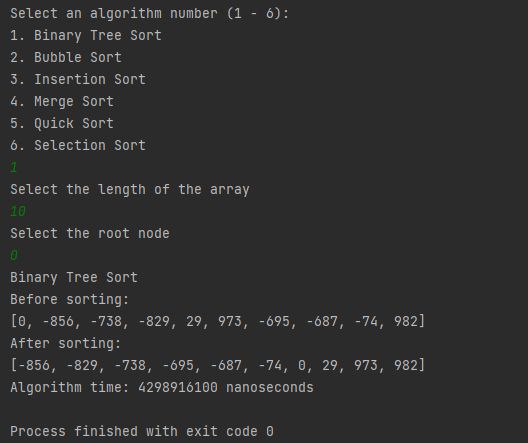 Select an algorithm number (1 - 6):
1. Binary Tree Sort
2. Bubble Sort
3. Insertion Sort
4. Merge Sort
5. Quick Sort
6. Selection Sort
1
Select the length of the array
10
Select the root node
0
Binary Tree Sort
Before sorting:
[0, -856, -738, -829, 29, 973, -695, -687, -74, 982]
After sorting:
[-856, -829, -738, -695, -687, -74, 0, 29, 973, 982]
Algorithm time: 4298916100 nanoseconds
Process finished with exit code 0